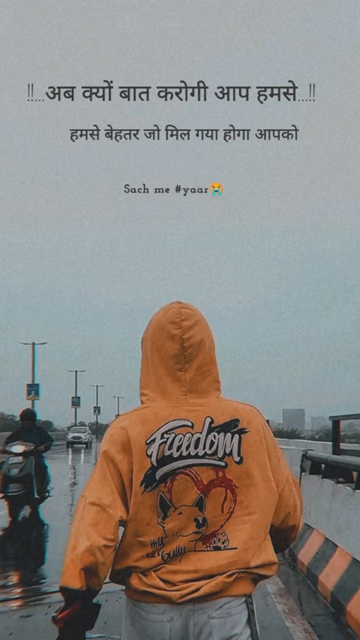 !!...अब क्यों बात करोगी आप हमसे...!!
हमसे बेहतर जो मिल गया होगा आपको
Sach me #yaar😭
Freedom